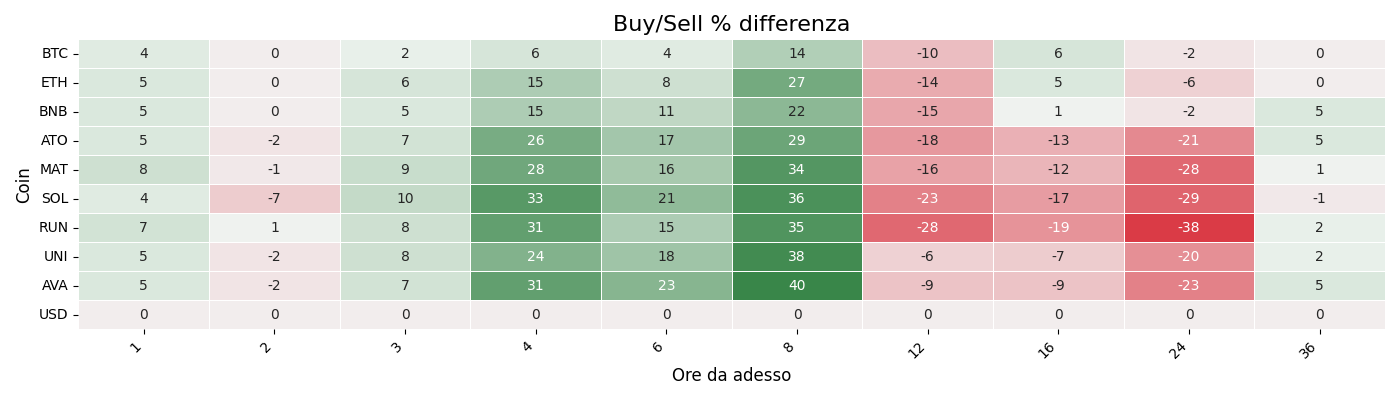 Buy/Sell % differenza
Coin
BTC 4 0 2 6 4 14 -10 6 -2 0
ETH 5 0 6 15 8 27 -14 5 -6 0
BNB 5 0 5 15 11 22 -15 1 -2 5
ATO 5 -2 7 26 17 29 -18 -13 -21 5
MAT 8 -1 9 28 16 34 -16 -12 -28 1
SOL 4 -7 10 33 21 36 -23 -17 -29 -1
RUN 7 1 8 31 15 35 -28 -19 -38 2
UNI 5 -2 8 24 18 38 -6 -7 -20 2
AVA 5 -2 7 31 23 40 -9 -9 -23 5
USD 0 0 0 0 0 0 0 0 0 0
1 2 3 4 6 8 12 16 24 36
Ore da adesso